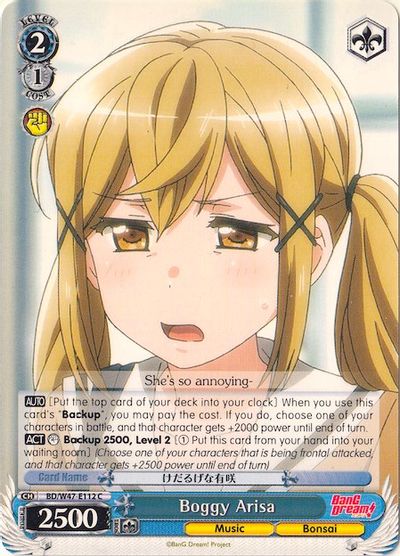 LEVEL
2
1
COST
She's so annoying-
AUTO [Put the top card of your deck into your clock] When you use this
card's "Backup", you may pay the cost. If you do, choose one of your
characters in battle, and that character gets +2000 power until end of turn.
ACT Backup 2500, Level 2 [① Put this card from your hand into your
waiting room] (Choose one of your characters that is being frontal attacked,
and that character gets +2500 power until end of turn)
Card Name
けだるげな有咲
CH BD/W47-E112 C
Boggy Arisa
BanG Dream!
POWER
2500
Music
Bonsai
©BanG Dream! Project